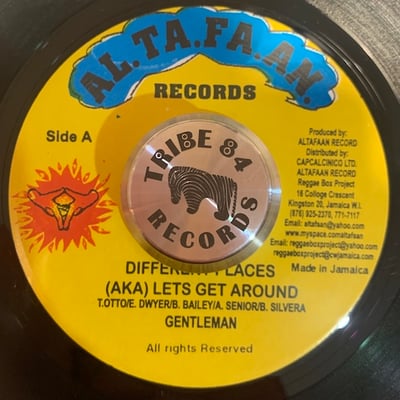 AL.TA.FA.AN.
RECORDS
Side A
Produced by:
ALTAFAAN RECORD
Distributed by:
CAPCALCINICO LTD.
ALTAFAAN RECORD
Reggae Box Project
16 College Crescent
Kingston 20, Jamaica W.I.
(876) 925-2370, 771-7117
Email: altafsan@yahoo.com
www.myspace.com/altafsan
Email: reggaeboxproject@yahoo.com
reggaeboxproject@cwjamaica.com
Made in Jamaica
TRIBE 84
RECORDS
DIFFERENT PLACES
(AKA) LETS GET AROUND
T.OTTO/E. DWYER/B. BAILEY/A. SENIOR/B. SILVERA
GENTLEMAN
All rights Reserved